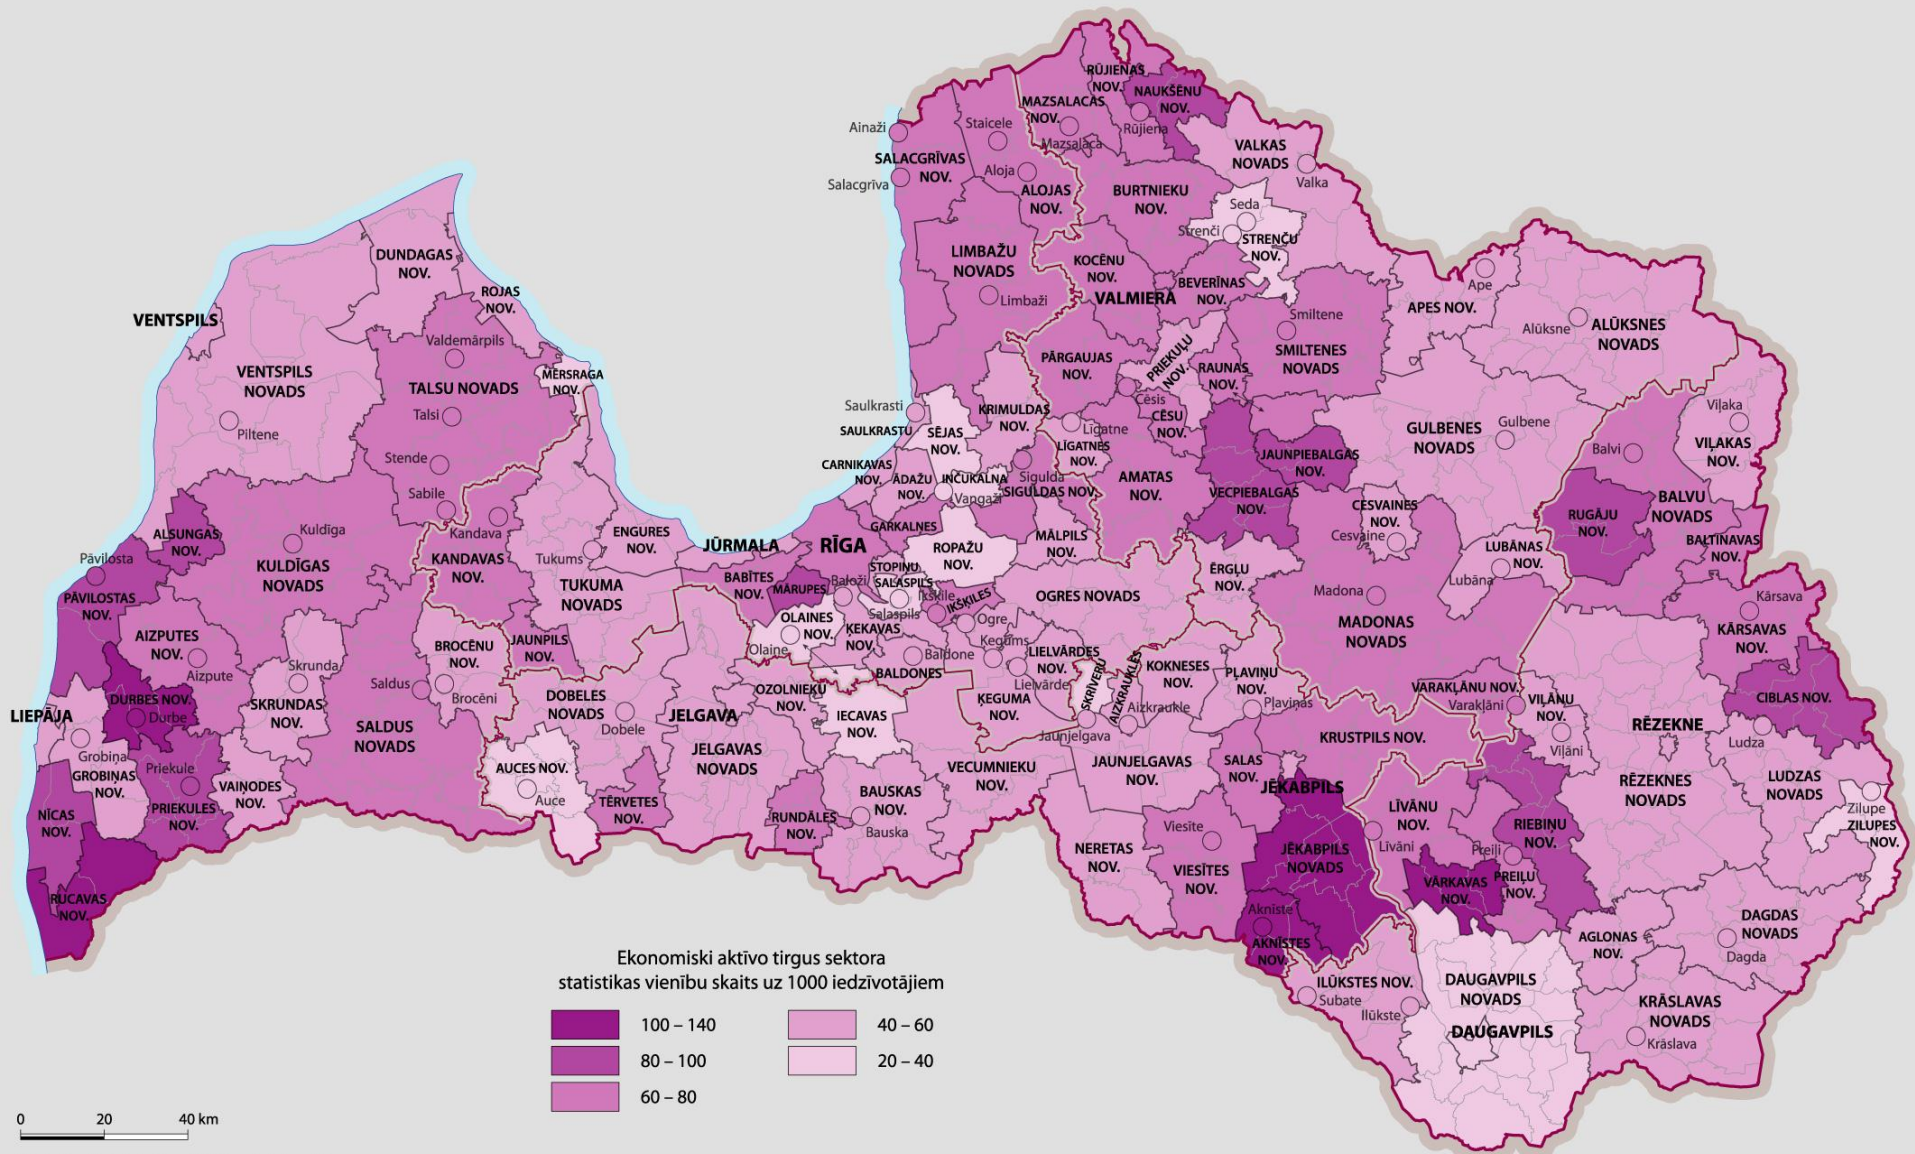 RŪJIENAS
NOV.
NAUKŠĒNU
NOV.
MAZSALACAS
NOV.
Mazsalaca
Rūjiena
Ainaži
Staicele
SALACGRĪVAS
NOV.
Salacgrīva
Aloja
ALOJAS
NOV.
VALKAS
NOVADS
Valka
BURTNIEKU
NOV.
Seda
Strenči
STRENČU
NOV.
DUNDAGAS
NOV.
ROJAS
NOV.
LIMBAŽU
NOVADS
Limbaži
KOCĒNU
NOV.
VALMIERA
BEVERĪNAS
NOV.
Ape
APES NOV.
Alūksne
ALŪKSNES
NOVADS
VENTSPILS
Valdemārpils
VENTSPILS
NOVADS
TALSU NOVADS
MĒRSRAGA
NOV.
Talsi
Piltene
Stende
Sabile
Smiltene
SMILTENES
NOVADS
PĀRGAUJAS
NOV.
PRIEKUĻU
NOV.
RAUNAS
NOV.
Cēsis
CĒSU
NOV.
Saulkrasti
SAULKRASTU
SĒJAS
NOV.
KRIMULDAS
NOV.
Līgatne
LĪGATNES
NOV.
GULBENES
NOVADS
Gulbene
Viļaka
VIĻAKAS
NOV.
Balvi
BALVU
NOVADS
RUGĀJU
NOV.
BALTINAVAS
NOV.
CARNIKAVAS
NOV.
ĀDAŽU
NOV.
INČUKALNA
Vangaži
Sigulda
SIGULDAS NOV.
AMATAS
NOV.
JAUNPIEBALGAS
NOV.
VECPIEBALGAS
NOV.
CESVAINES
NOV.
Cesvaine
LUBĀNAS
NOV.
Lubāna
ALSUNGAS
NOV.
Kuldīga
KULDĪGAS
NOVADS
Kandava
KANDAVAS
NOV.
Tukums
ENGURES
NOV.
TUKUMA
NOVADS
JŪRMALA
RĪGA
GARKALNES
ROPAŽU
NOV.
MĀLPILS
NOV.
ĒRGĻU
NOV.
Pāvilosta
PĀVILOSTAS
NOV.
BABĪTES
NOV.
MĀRUPES
Baloži
STOPIŅU
SALASPILS
Salaspils
Ikšķile
IKŠĶILES
OGRES NOVADS
Madona
MADONAS
NOVADS
Kārsava
KĀRSAVAS
NOV.
AIZPUTES
NOV.
Aizpute
BROCĒNU
NOV.
Brocēni
JAUNPILS
NOV.
OLAINES
NOV.
Olaine
ĶEKAVAS
NOV.
Ogre
Ķegums
Baldone
BALDONES
LIELVĀRDES
NOV.
Lielvārde
SKRĪVERU
AIZKRAUKLES
Aizkraukle
KOKNESES
NOV.
PĻAVIŅU
NOV.
Pļaviņas
VARAKĻĀNU NOV.
Varakļāni
VIĻĀNU
NOV.
Viļāni
CIBLAS NOV.
LIEPĀJA
DURBES NOV.
Durbe
Skrunda
SKRUNDAS
NOV.
Saldus
SALDUS
NOVADS
DOBELES
NOVADS
Dobele
JELGAVA
JELGAVAS
NOVADS
OZOLNIEKU
NOV.
IECAVAS
NOV.
ĶEGUMA
NOV.
Jaunjelgava
JAUNJELGAVAS
NOV.
KRUSTPILS NOV.
RĒZEKNE
RĒZEKNES
NOVADS
Ludza
LUDZAS
NOVADS
Grobiņa
GROBIŅAS
NOV.
Priekule
PRIEKULES
NOV.
VAIŅODES
NOV.
AUCES NOV.
Auce
TĒRVETES
NOV.
RUNDĀLES
NOV.
BAUSKAS
NOV.
Bauska
VECUMNIEKU
NOV.
SALAS
NOV.
JĒKABPILS
JĒKABPILS
NOVADS
LĪVĀNU
NOV.
Līvāni
Preiļi
PREIĻU
NOV.
RIEBIŅU
NOV.
VĀRKAVAS
NOV.
Zilupe
ZILUPES
NOV.
NĪCAS
NOV.
RUCAVAS
NOV.
NERETAS
NOV.
Viesīte
VIESĪTES
NOV.
Aknīste
AKNĪSTES
NOV.
ILŪKSTES NOV.
Subate
Ilūkste
DAUGAVPILS
NOVADS
DAUGAVPILS
AGLONAS
NOV.
DAGDAS
NOVADS
Dagda
KRĀSLAVAS
NOVADS
Krāslava
Ekonomiski aktīvo tirgus sektora
statistikas vienību skaits uz 1000 iedzīvotājiem
100 – 140
80 – 100
60 – 80
40 – 60
20 – 40
0 20 40 km